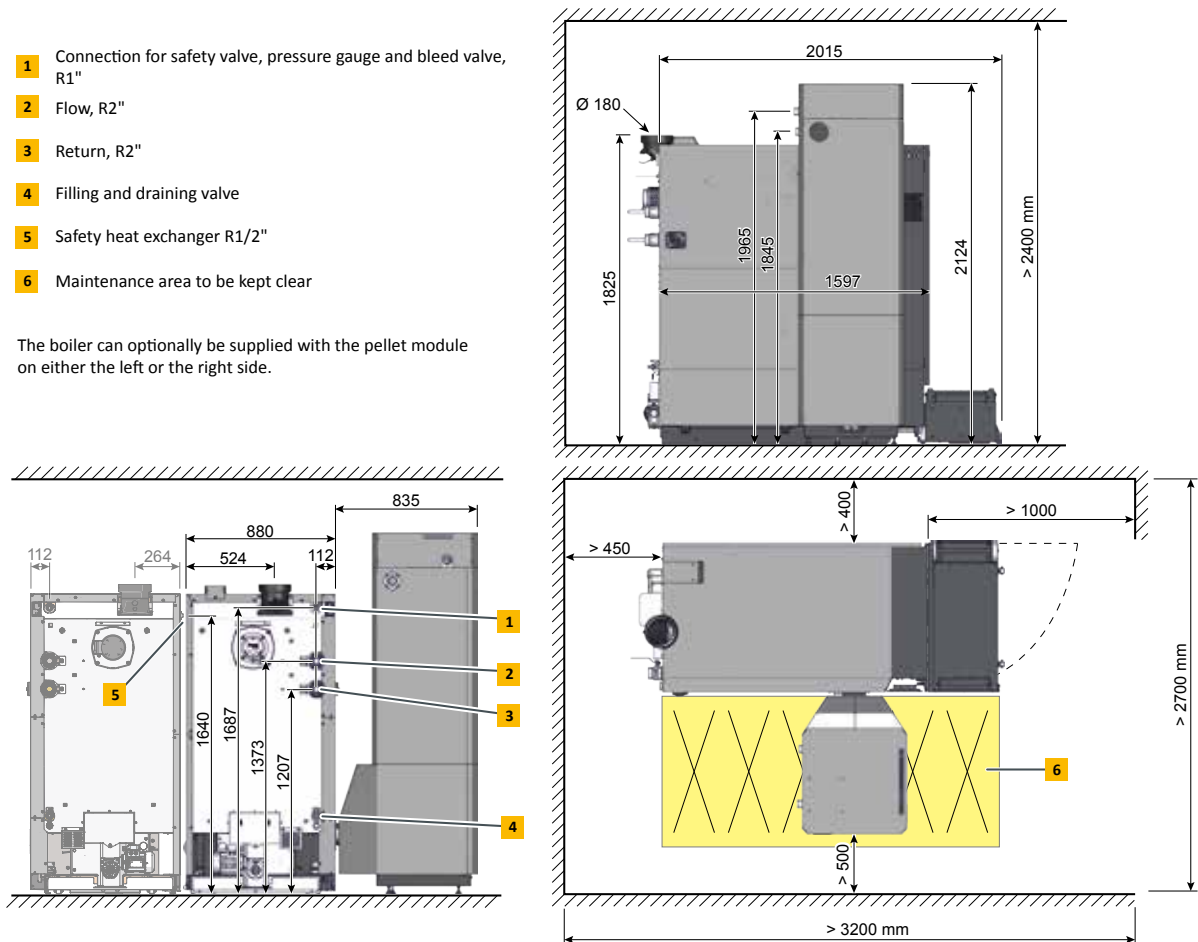 1 Connection for safety valve, pressure gauge and bleed valve,
R1"
2 Flow, R2"
3 Return, R2"
4 Filling and draining valve
5 Safety heat exchanger R1/2"
6 Maintenance area to be kept clear
The boiler can optionally be supplied with the pellet module
on either the left or the right side.
2015
Ø 180
1825
1965
1845
1597
2124
> 2400 mm
835
880
112
264
524
112
1
2
3
5
1640
1687
1373
1207
4
> 400
> 1000
> 450
6
> 500
> 2700 mm
> 3200 mm